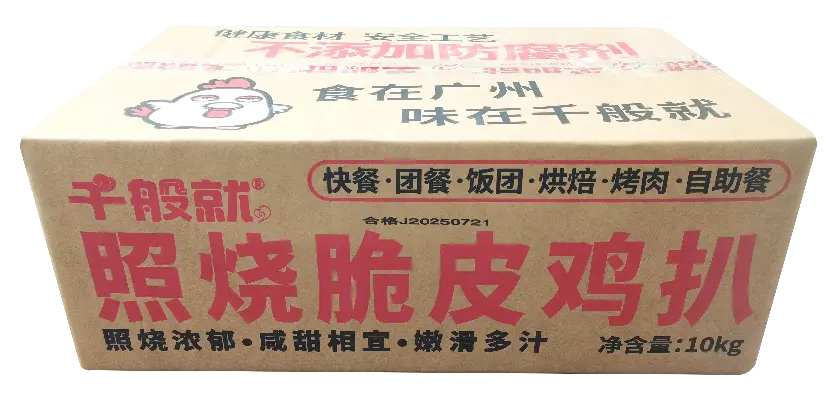 健康食材 安全工艺
不添加防腐剂
食在广州
味在千般就
千般就
快餐·团餐·饭团·烘焙·烤肉·自助餐
合格J20250721
照烧脆皮鸡扒
照烧浓郁·咸甜相宜·嫩滑多汁
净含量:10kg